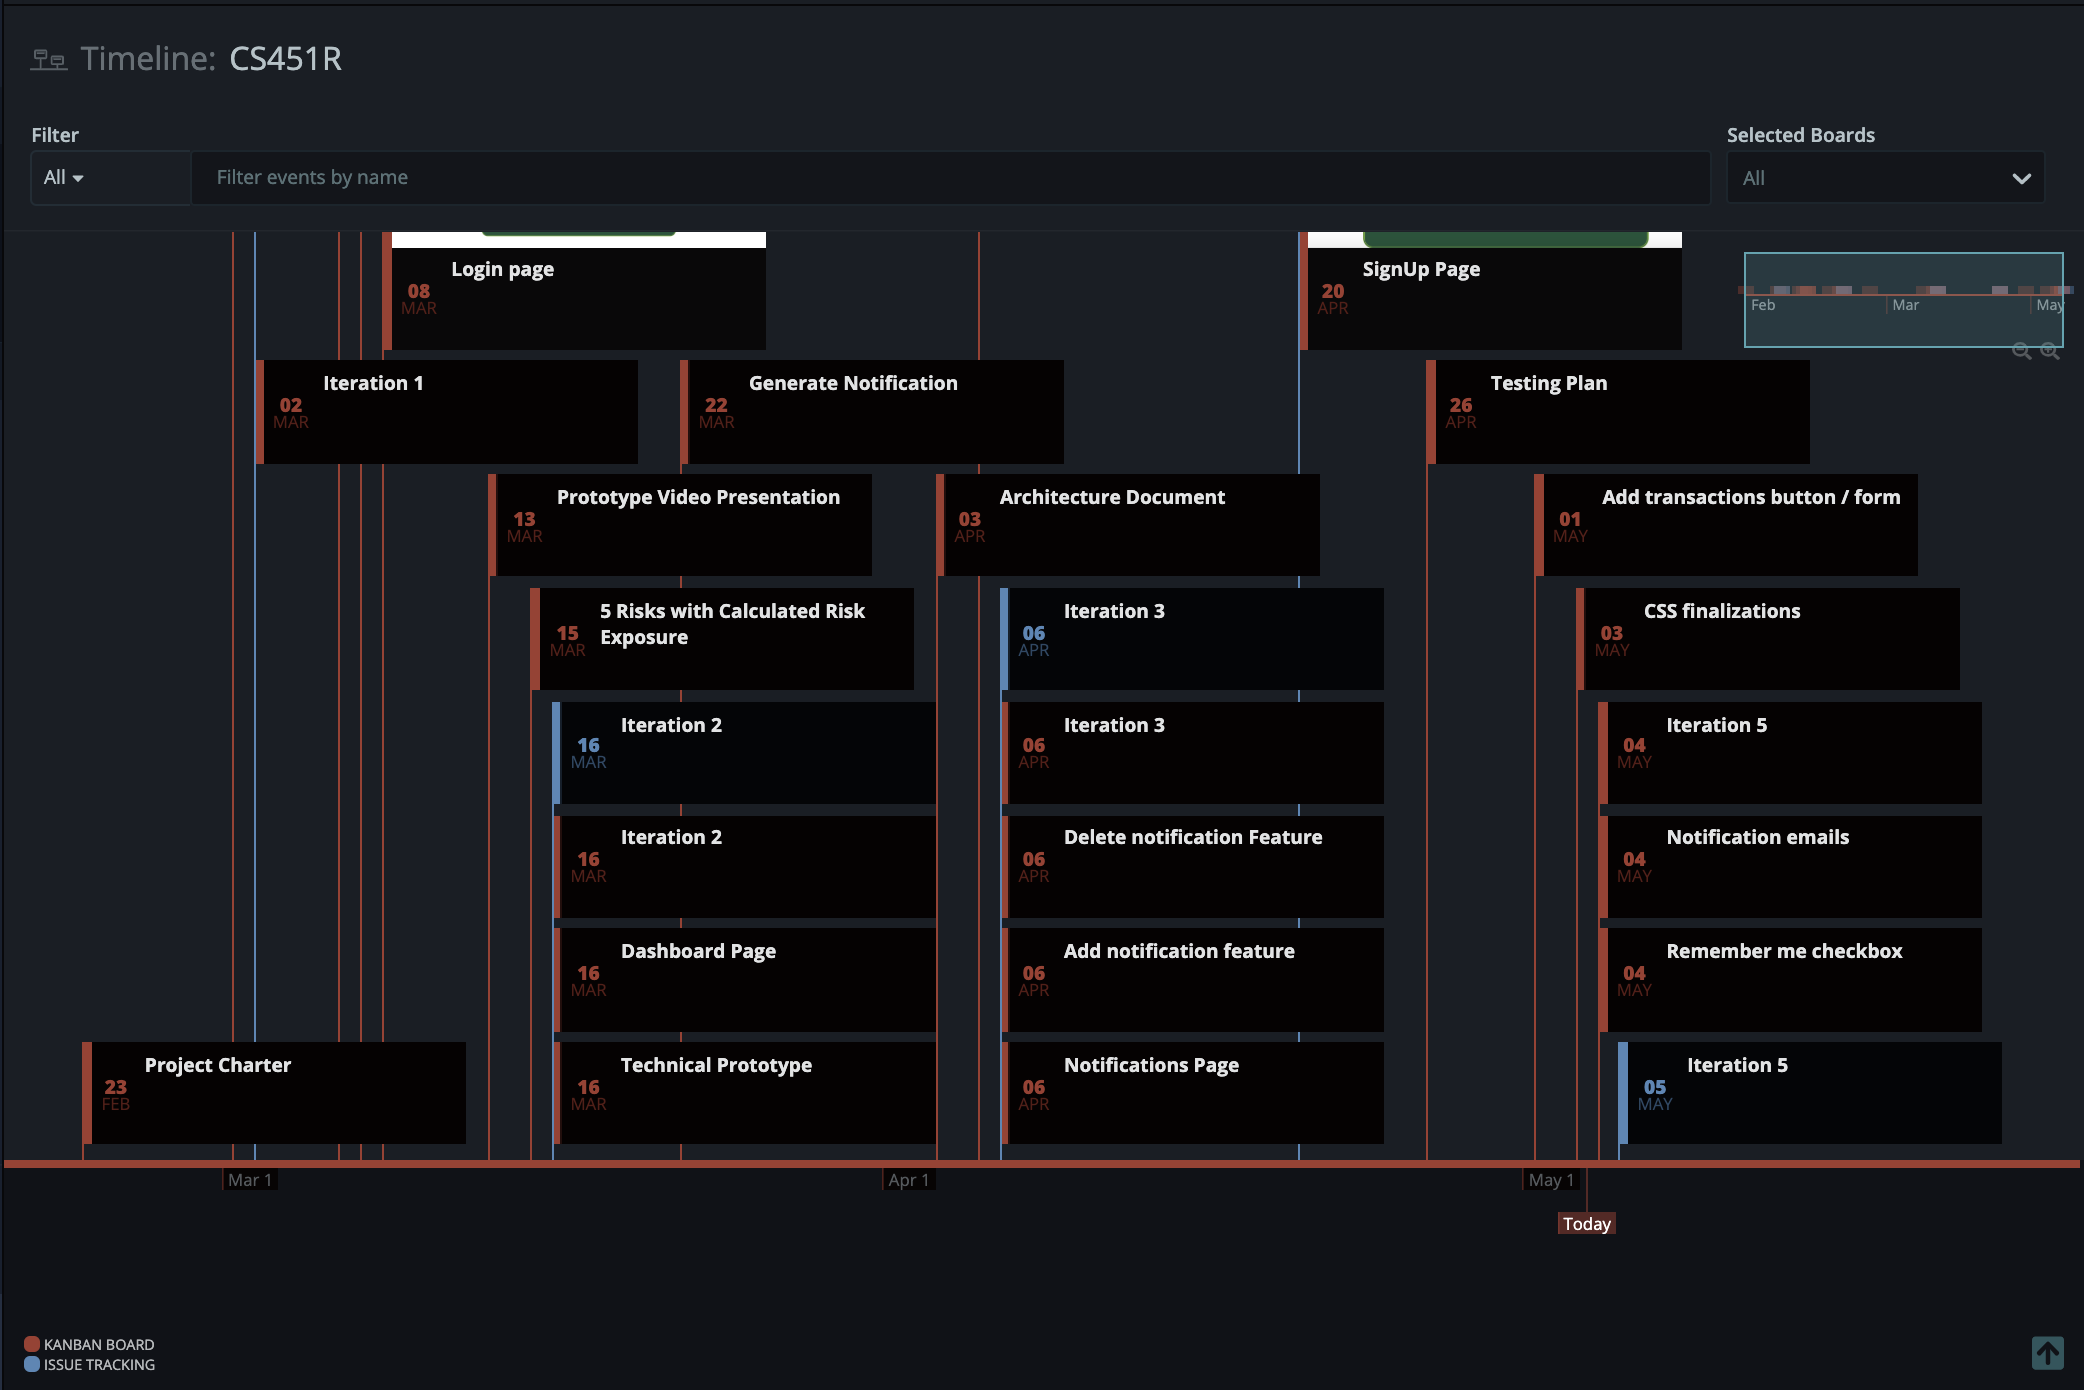 Timeline: CS451R
Filter
Selected Boards
All
Filter events by name
All
Login page
08
MAR
SignUp Page
20
APR
Feb
Mar
May
Iteration 1
02
MAR
Generate Notification
22
MAR
Testing Plan
26
APR
Prototype Video Presentation
13
MAR
Architecture Document
03
APR
Add transactions button / form
01
MAY
5 Risks with Calculated Risk
Exposure
15
MAR
Iteration 3
06
APR
CSS finalizations
03
MAY
Iteration 2
16
MAR
Iteration 3
06
APR
Iteration 5
04
MAY
Iteration 2
16
MAR
Delete notification Feature
06
APR
Notification emails
04
MAY
Dashboard Page
16
MAR
Add notification feature
06
APR
Remember me checkbox
04
MAY
Project Charter
23
FEB
Technical Prototype
16
MAR
Notifications Page
06
APR
Iteration 5
05
MAY
Mar 1
Apr 1
May 1
Today
KANBAN BOARD
ISSUE TRACKING